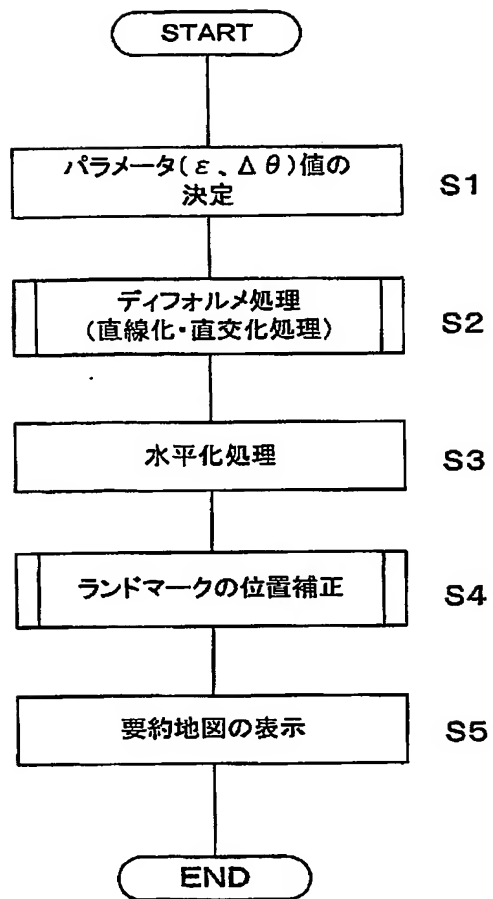 START
パラメータ(ε、Δθ)値の
決定
S1
ディフォルメ処理
(直線化・直交化処理)
S2
水平化処理
S3
ランドマークの位置補正
S4
要約地図の表示
S5
END